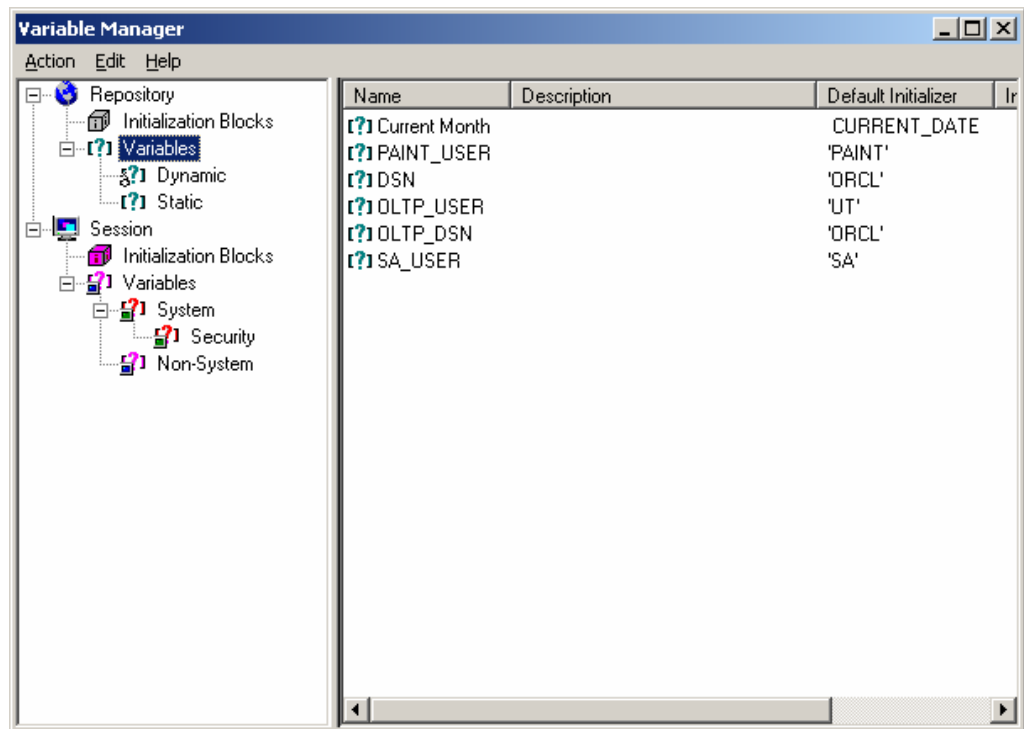 Variable Manager
Action Edit Help
Repository
Initialization Blocks
Variables
Dynamic
Static
Session
Initialization Blocks
Variables
System
Security
Non-System
Name Description Default Initializer Ir
[?] Current Month CURRENT_DATE
[?] PAINT_USER 'PAINT'
[?] DSN 'ORCL'
[?] OLTP_USER 'UT'
[?] OLTP_DSN 'ORCL'
[?] SA_USER 'SA'